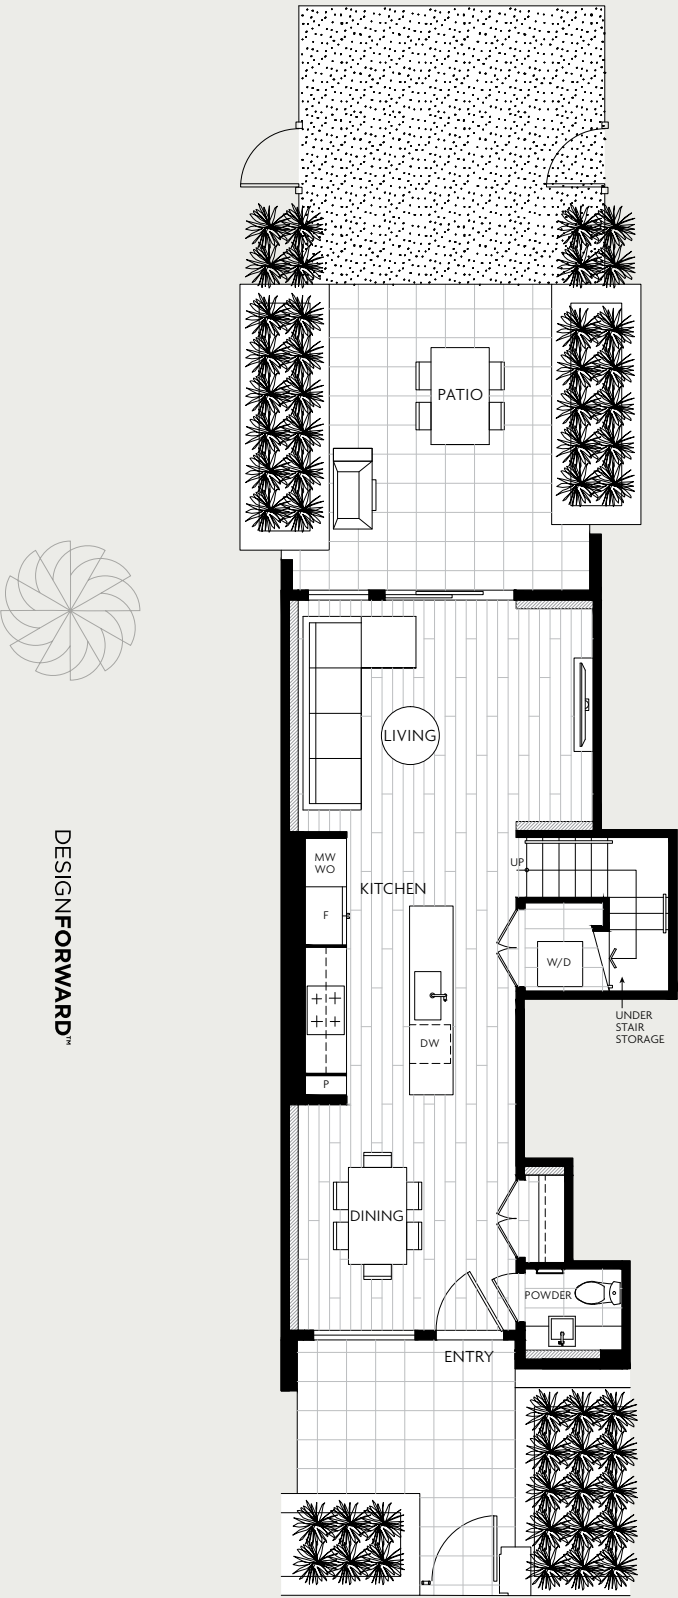 PATIO
LIVING
MW
WO
KITCHEN
UP
F
W/D
UNDER
STAIR
STORAGE
DW
P
DINING
POWDER
ENTRY
DESIGNFORWARD™